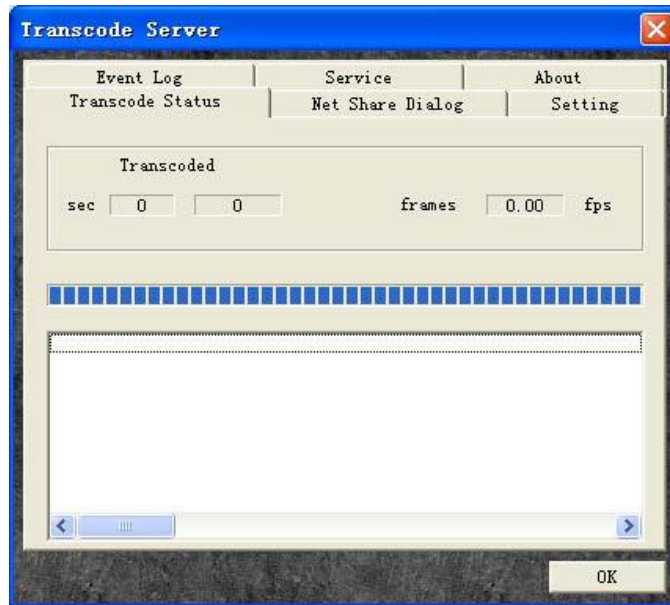 Transcode Server
Event Log Service About
Transcode Status Net Share Dialog Setting
Transcoded
sec 0 0 frames 0.00 fps
OK